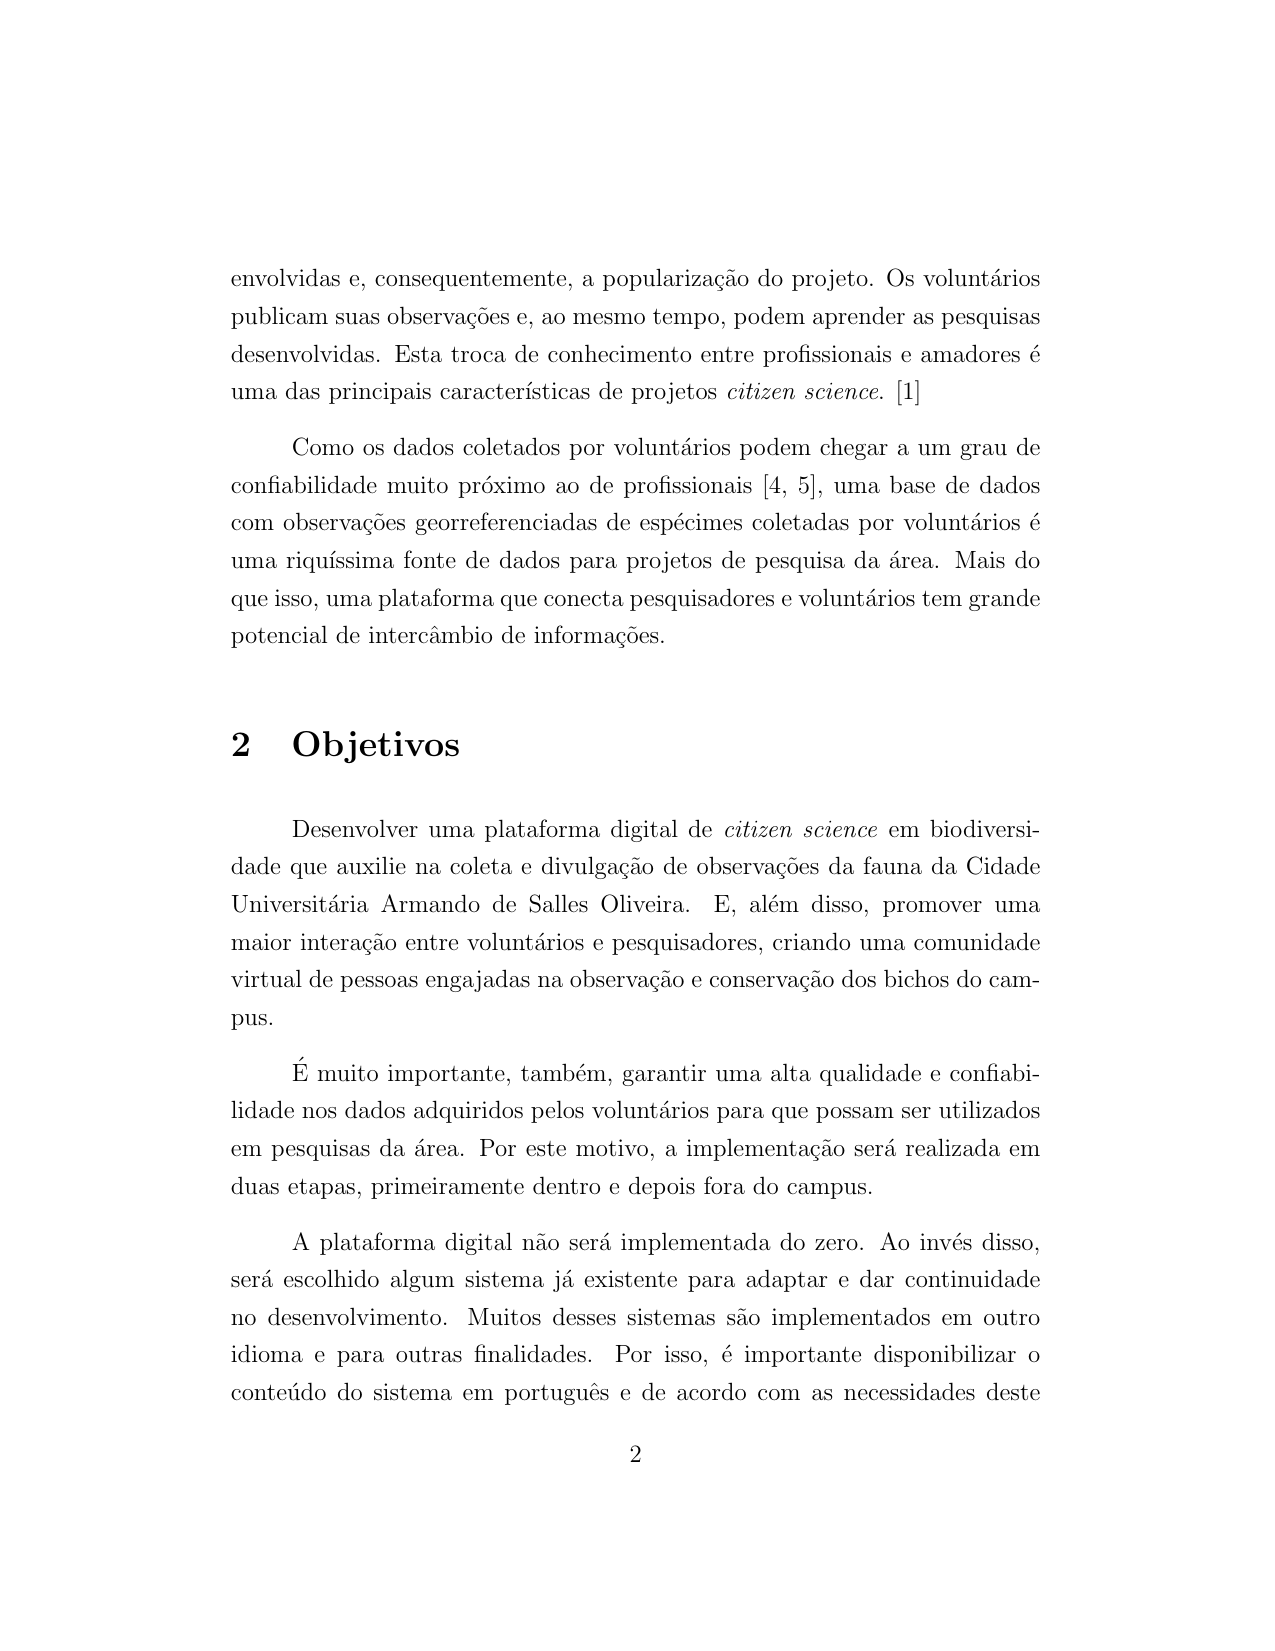 envolvidas e, consequentemente, a popularização do projeto. Os voluntários
publicam suas observações e, ao mesmo tempo, podem aprender as pesquisas
desenvolvidas. Esta troca de conhecimento entre profissionais e amadores é
uma das principais características de projetos citizen science. [1]
Como os dados coletados por voluntários podem chegar a um grau de
confiabilidade muito próximo ao de profissionais [4, 5], uma base de dados
com observações georreferenciadas de espécimes coletadas por voluntários é
uma riquíssima fonte de dados para projetos de pesquisa da área. Mais do
que isso, uma plataforma que conecta pesquisadores e voluntários tem grande
potencial de intercâmbio de informações.
2 Objetivos
Desenvolver uma plataforma digital de citizen science em biodiversi-
dade que auxilie na coleta e divulgação de observações da fauna da Cidade
Universitária Armando de Salles Oliveira. E, além disso, promover uma
maior interação entre voluntários e pesquisadores, criando uma comunidade
virtual de pessoas engajadas na observação e conservação dos bichos do cam-
pus.
É muito importante, também, garantir uma alta qualidade e confiabi-
lidade nos dados adquiridos pelos voluntários para que possam ser utilizados
em pesquisas da área. Por este motivo, a implementação será realizada em
duas etapas, primeiramente dentro e depois fora do campus.
A plataforma digital não será implementada do zero. Ao invés disso,
será escolhido algum sistema já existente para adaptar e dar continuidade
no desenvolvimento. Muitos desses sistemas são implementados em outro
idioma e para outras finalidades. Por isso, é importante disponibilizar o
conteúdo do sistema em português e de acordo com as necessidades deste
2